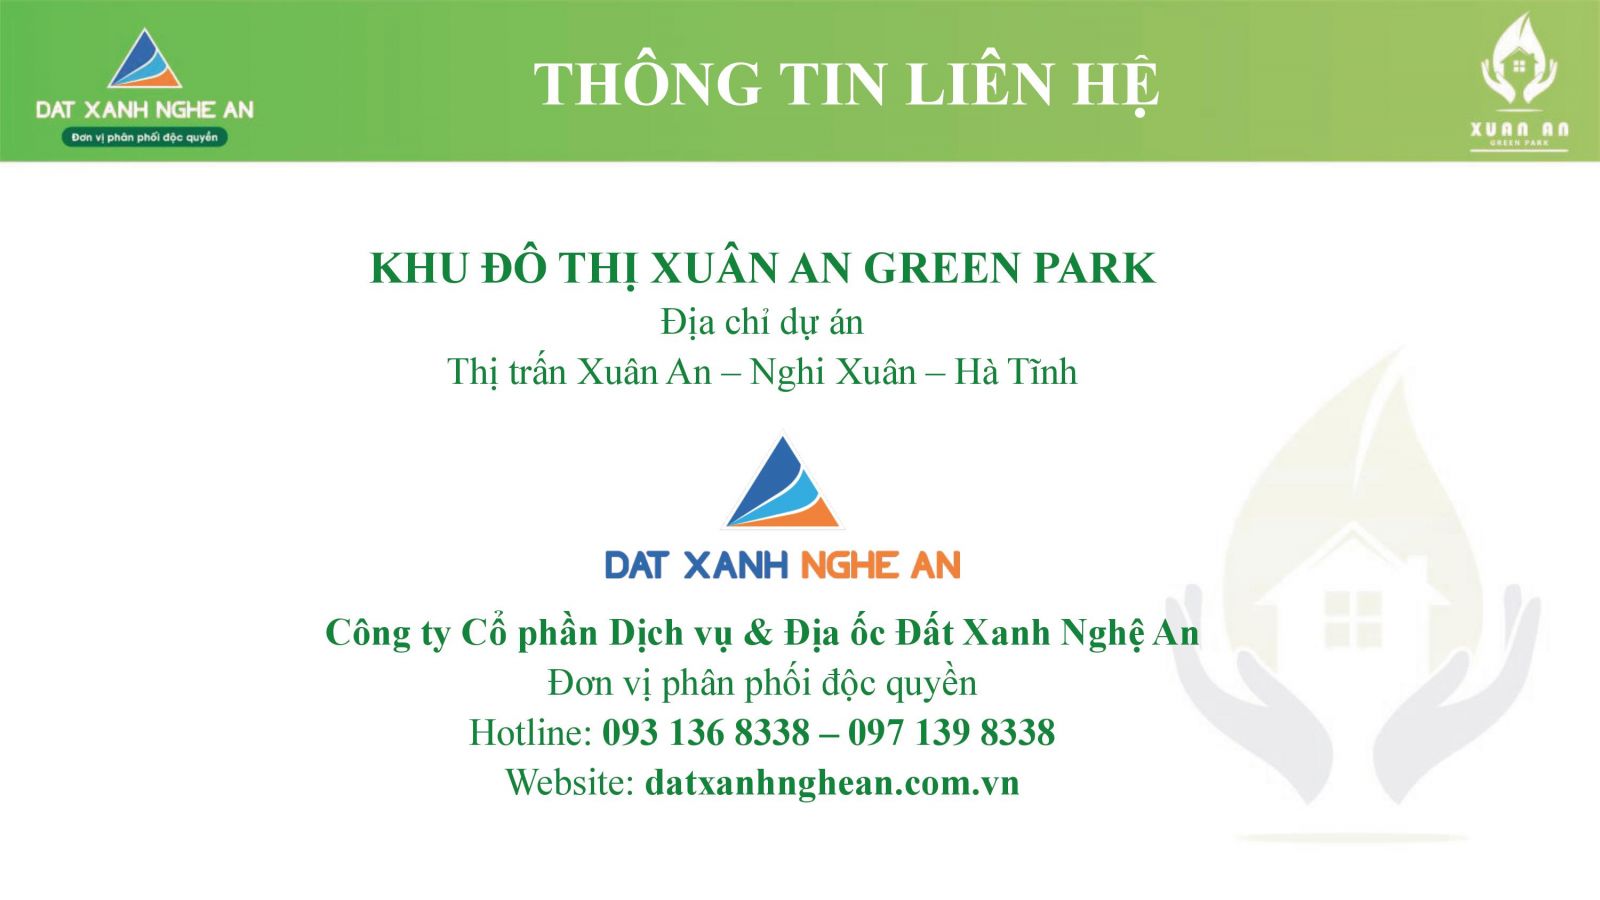 DAT XANH NGHE AN
Đơn vị phân phối độc quyền
THÔNG TIN LIÊN HỆ
XUAN AN
GREEN PARK
KHU ĐÔ THỊ XUÂN AN GREEN PARK
Địa chỉ dự án
Thị trấn Xuân An – Nghi Xuân – Hà Tĩnh
DAT XANH NGHE AN
Công ty Cổ phần Dịch vụ & Địa ốc Đất Xanh Nghệ An
Đơn vị phân phối độc quyền
Hotline: 093 136 8338 – 097 139 8338
Website: datxanhnghean.com.vn